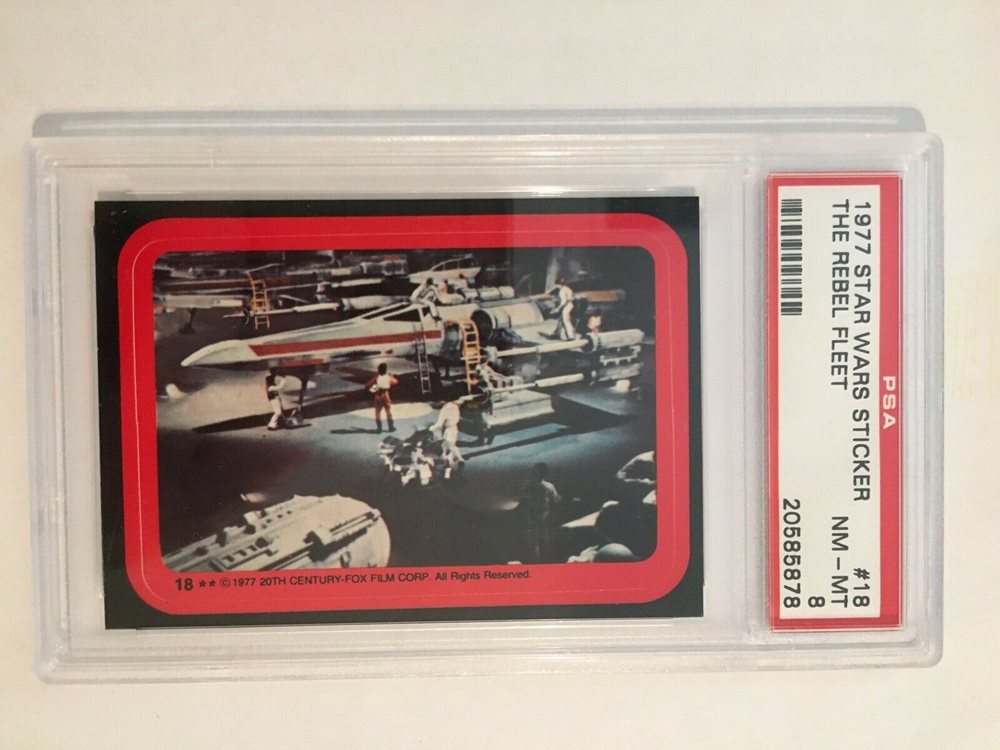 PSA
1977 STAR WARS STICKER #18
THE REBEL FLEET NM - MT
8
20585878
18 ** © 1977 20TH CENTURY-FOX FILM CORP. All Rights Reserved.